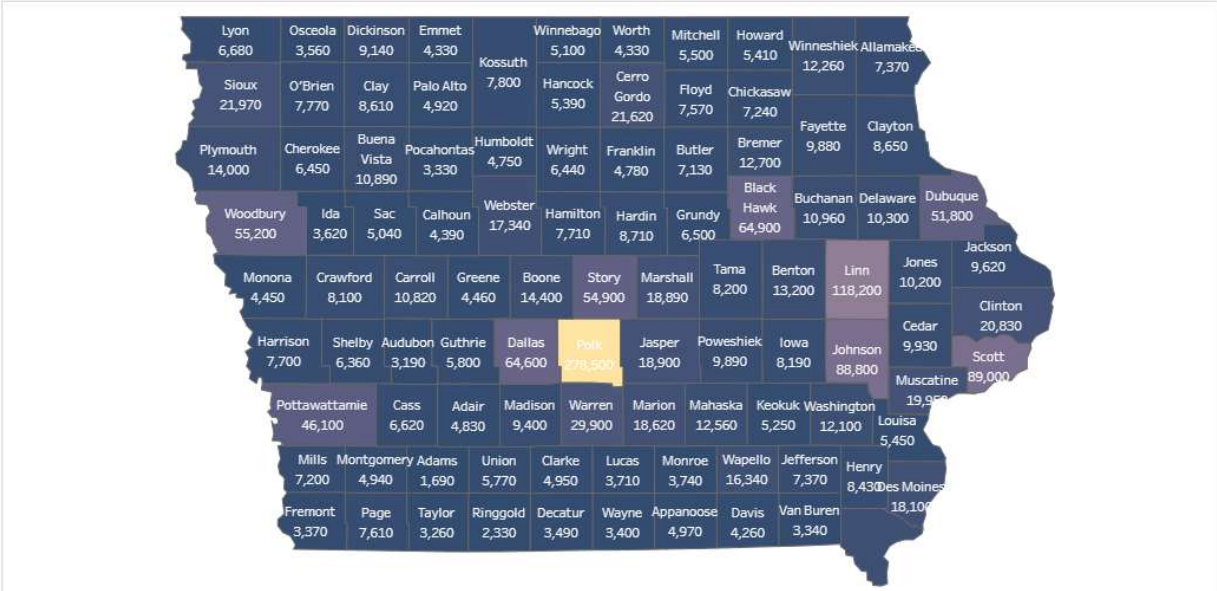 Lyon
6,680
Osceola
3,560
Dickinson
9,140
Emmet
4,330
Kossuth
7,800
Winnebago
5,100
Worth
4,330
Mitchell
5,500
Howard
5,410
Winneshiek
12,260
Allamakee
7,370
Sioux
21,970
O'Brien
7,770
Clay
8,610
Palo Alto
4,920
Hancock
5,390
Cerro
Gordo
21,620
Floyd
7,570
Chickasaw
7,240
Fayette
9,880
Clayton
8,650
Plymouth
14,000
Cherokee
6,450
Buena
Vista
10,890
Pocahontas
3,330
Humboldt
4,750
Wright
6,440
Franklin
4,780
Butler
7,130
Bremer
12,700
Woodbury
55,200
Ida
3,620
Sac
5,040
Calhoun
4,390
Webster
17,340
Hamilton
7,710
Hardin
8,710
Grundy
6,500
Black
Hawk
64,900
Buchanan
10,960
Delaware
10,300
Dubuque
51,800
Monona
4,450
Crawford
8,100
Carroll
10,820
Greene
4,460
Boone
14,400
Story
54,900
Marshall
18,890
Tama
8,200
Benton
13,200
Linn
118,200
Jones
10,200
Jackson
9,620
Clinton
20,830
Harrison
7,700
Shelby
6,360
Audubon
3,190
Guthrie
5,800
Dallas
64,600
Polk
278,500
Jasper
18,900
Poweshiek
9,890
Iowa
8,190
Johnson
88,800
Cedar
9,930
Scott
89,000
Muscatine
Pottawattamie
46,100
Cass
6,620
Adair
4,830
Madison
9,400
Warren
29,900
Marion
18,620
Mahaska
12,560
Keokuk
5,250
Washington
12,100
Louisa
5,450
Mills
7,200
Montgomery
4,940
Adams
1,690
Union
5,770
Clarke
4,950
Lucas
3,710
Monroe
3,740
Wapello
16,340
Jefferson
7,370
Henry
8,430
Des Moines
18,100
Fremont
3,370
Page
7,610
Taylor
3,260
Ringgold
2,330
Decatur
3,490
Wayne
3,400
Appanoose
4,970
Davis
4,260
Van Buren
3,340